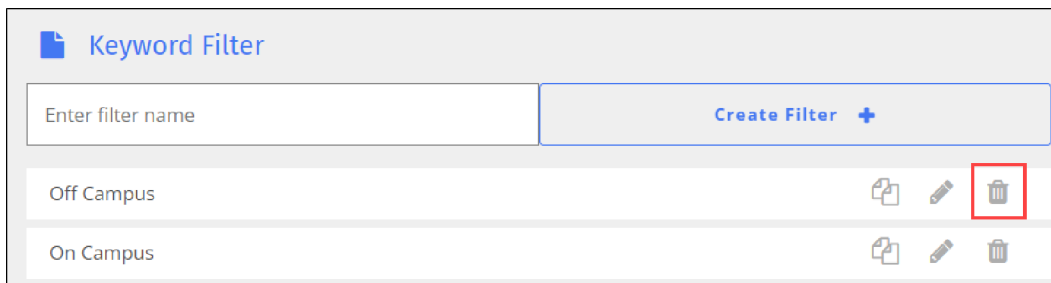 Keyword Filter
Enter filter name
Create Filter
Off Campus
On Campus